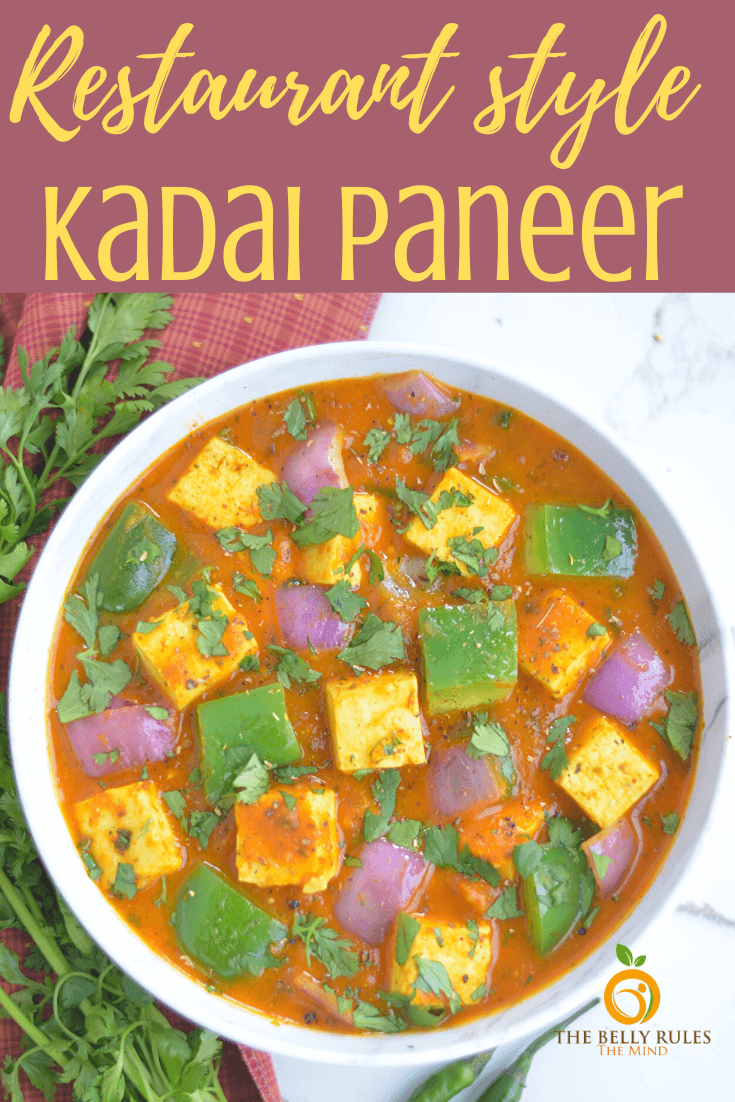 Restaurant style
Kadai Paneer
THE BELLY RULES
THE MIND